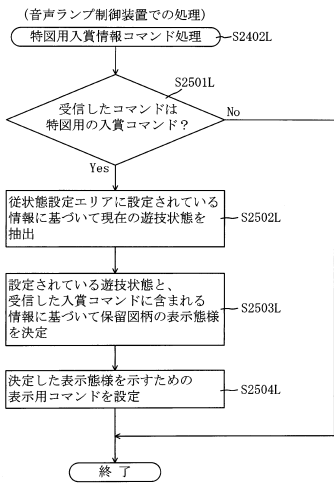 (音声ランプ制御装置での処理)
特図用入賞情報コマンド処理
S2402L
S2501L
受信したコマンドは
特図用の入賞コマンド?
No
Yes
従状態設定エリアに設定されている
情報に基づいて現在の遊技状態を
抽出
S2502L
設定されている遊技状態と、
受信した入賞コマンドに含まれる
情報に基づいて保留図柄の表示態様
を決定
S2503L
決定した表示態様を示すための
表示用コマンドを設定
S2504L
終了